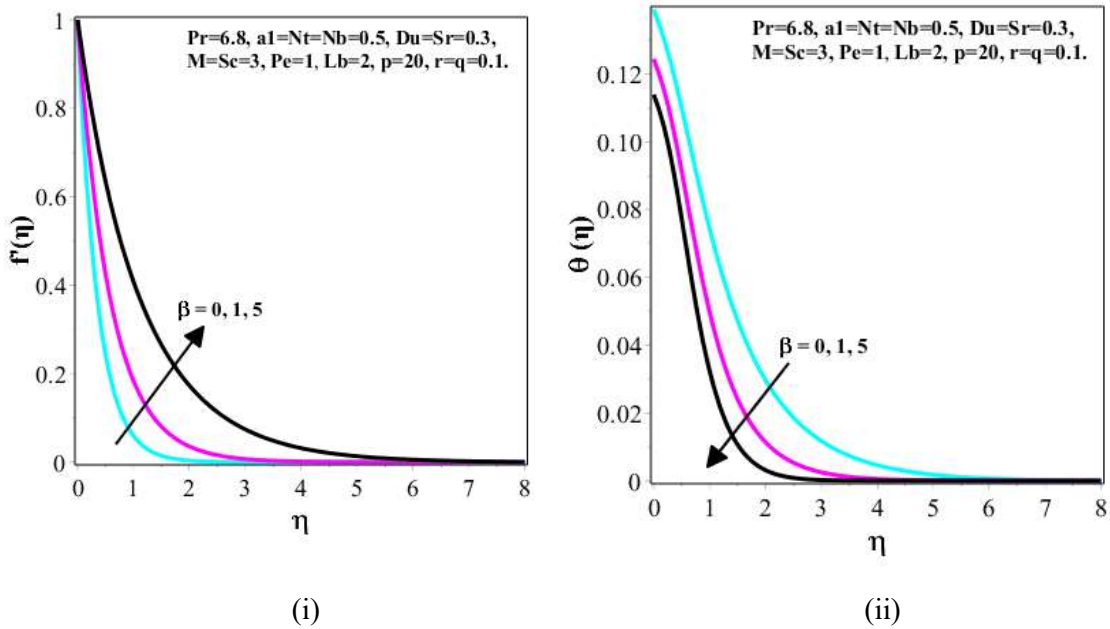 Pr=6.8, a1=Nt=Nb=0.5, Du=Sr=0.3,
M=Sc=3, Pe=1, Lb=2, p=20, r=q=0.1.
1
0.8
0.6
0.4
0.2
0
f'(η)
β = 0, 1, 5
0 1 2 3 4 5 6 7 8
η
(i)
Pr=6.8, a1=Nt=Nb=0.5, Du=Sr=0.3,
M=Sc=3, Pe=1, Lb=2, p=20, r=q=0.1.
0.12
0.10
0.08
0.06
0.04
0.02
0
θ (η)
β = 0, 1, 5
0 1 2 3 4 5 6 7 8
η
(ii)